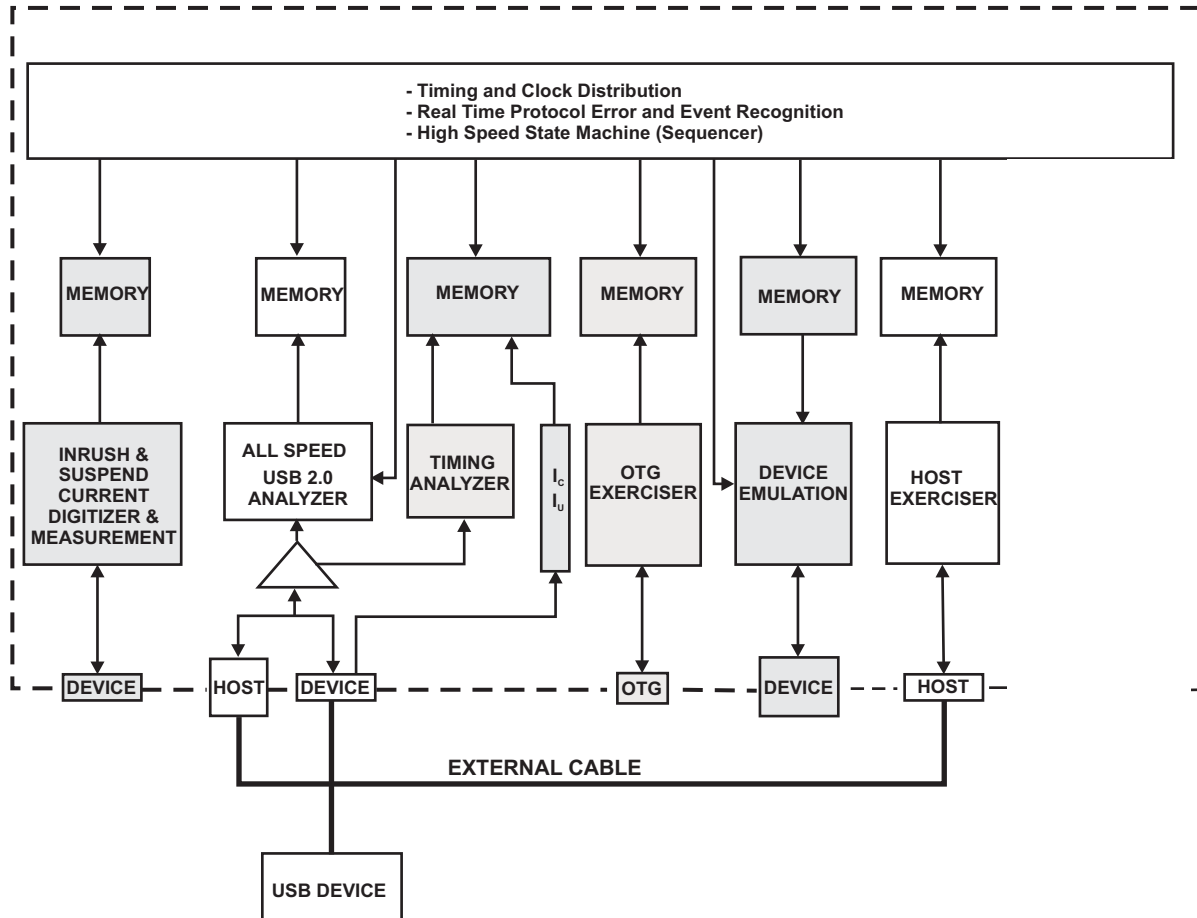 - Timing and Clock Distribution
- Real Time Protocol Error and Event Recognition
- High Speed State Machine (Sequencer)
MEMORY
MEMORY
MEMORY
MEMORY
MEMORY
MEMORY
INRUSH &
SUSPEND
CURRENT
DIGITIZER &
MEASUREMENT
ALL SPEED
USB 2.0
ANALYZER
TIMING
ANALYZER
IC
IU
OTG
EXERCISER
DEVICE
EMULATION
HOST
EXERCISER
DEVICE
HOST
DEVICE
OTG
DEVICE
HOST
EXTERNAL CABLE
USB DEVICE